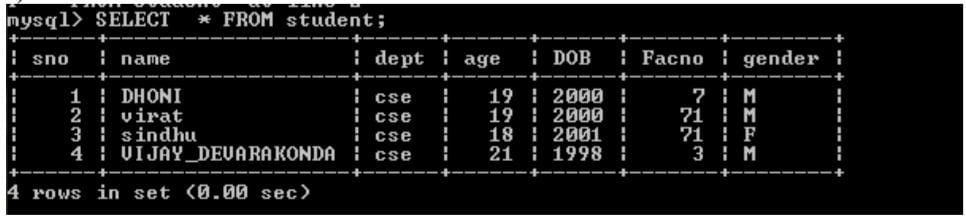 mysql> SELECT  * FROM student;
+------+------------------+------+------+------+-------+--------+
| sno  | name             | dept | age  | DOB  | Facno | gender |
+------+------------------+------+------+------+-------+--------+
|    1 | DHONI            | cse  |   19 | 2000 |     7 | M      |
|    2 | virat            | cse  |   19 | 2000 |    71 | M      |
|    3 | sindhu           | cse  |   18 | 2001 |    71 | F      |
|    4 | VIJAY_DEVARAKONDA | cse  |   21 | 1998 |     3 | M      |
+------+------------------+------+------+------+-------+--------+
4 rows in set (0.00 sec)